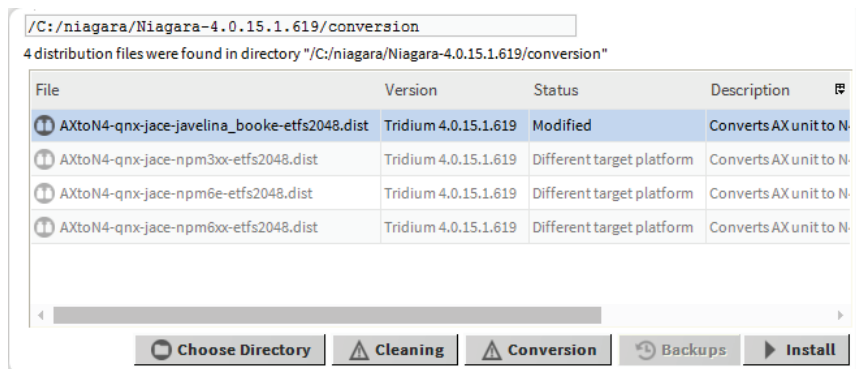 /C:/niagara/Niagara-4.0.15.1.619/conversion
4 distribution files were found in directory "/C:/niagara/Niagara-4.0.15.1.619/conversion"
File Version Status Description
AXtoN4-qnx-jace-javelina_booke-etfs2048.dist Tridium 4.0.15.1.619 Modified Converts AX unit to N
AXtoN4-qnx-jace-npm3xx-etfs2048.dist Tridium 4.0.15.1.619 Different target platform Converts AX unit to N
AXtoN4-qnx-jace-npm6e-etfs2048.dist Tridium 4.0.15.1.619 Different target platform Converts AX unit to N
AXtoN4-qnx-jace-npm6xx-etfs2048.dist Tridium 4.0.15.1.619 Different target platform Converts AX unit to N
Choose Directory Cleaning Conversion Backups Install